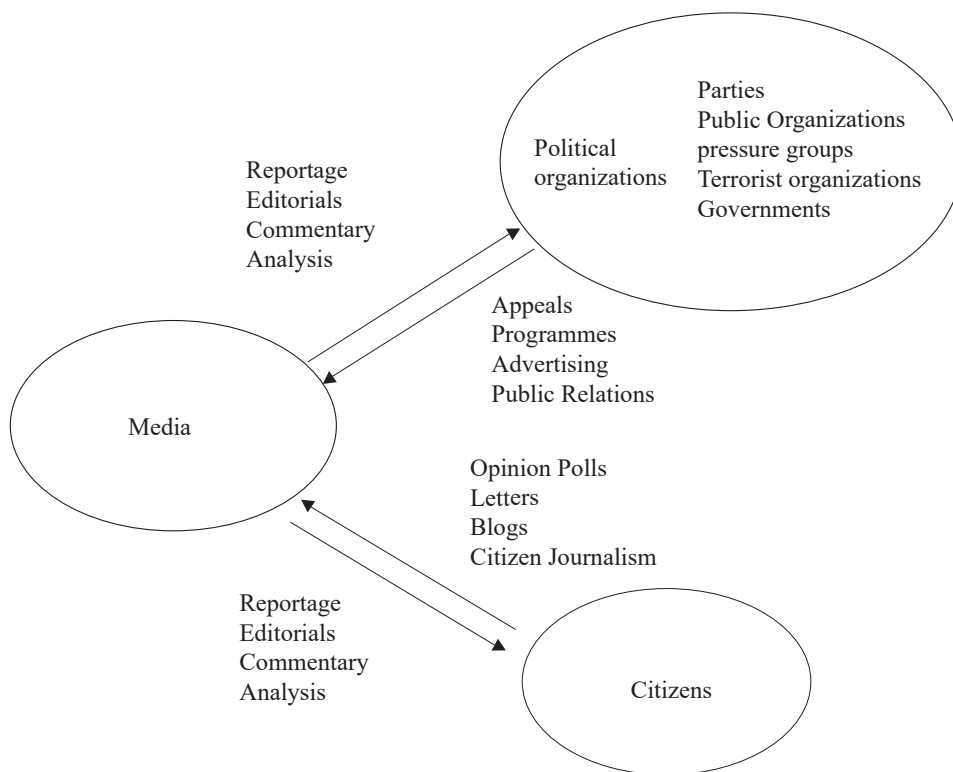 Parties
Public Organizations
pressure groups
Terrorist organizations
Governments
Political
organizations
Reportage
Editorials
Commentary
Analysis
Appeals
Programmes
Advertising
Public Relations
Media
Opinion Polls
Letters
Blogs
Citizen Journalism
Reportage
Editorials
Commentary
Analysis
Citizens